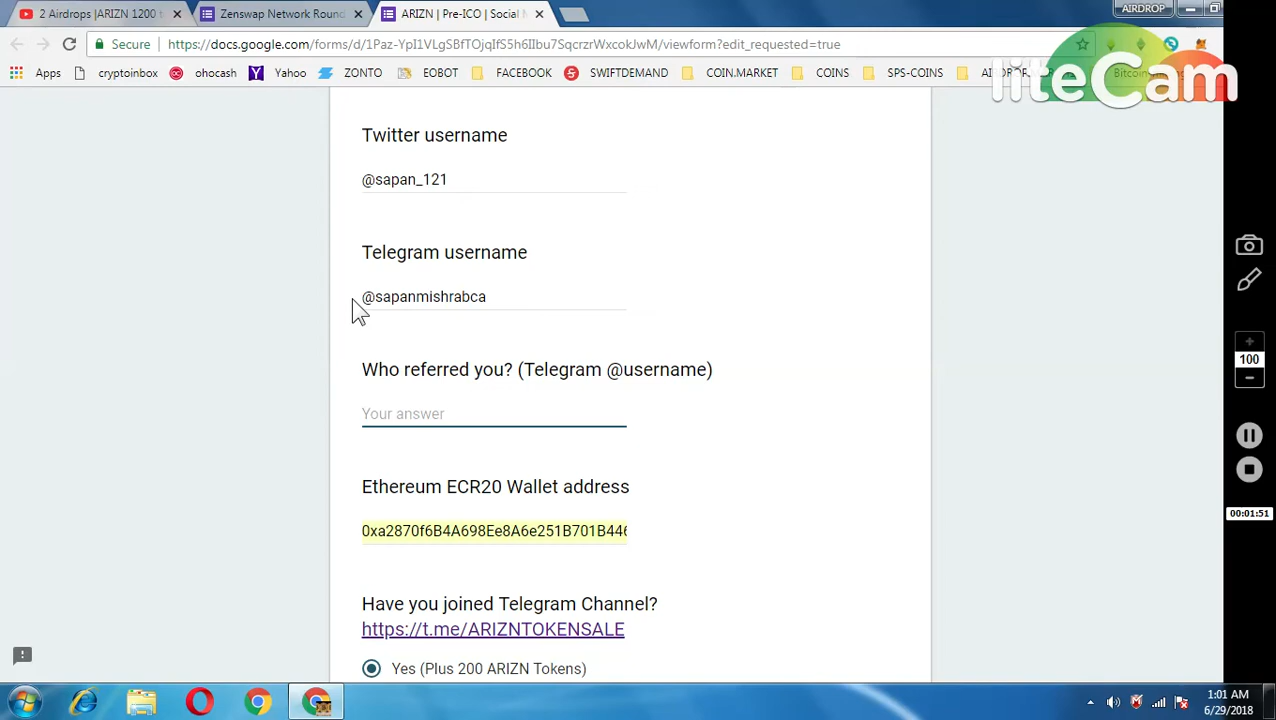 2 Airdrops |ARIZN 1200 t
Zenswap Network Round
ARIZN | Pre-ICO | Social N
AIRDROP
Secure
https://docs.google.com/forms/d/1Paz-YpI1VLgSBfTOjqIfS5h6IIbu7SqcrzrWxcokJwM/viewform?edit_requested=true
Apps
cryptoinbox
ohocash
Yahoo
ZONTO
EOBOT
FACEBOOK
SWIFTDEMAND
COIN.MARKET
COINS
SPS-COINS
liteCam
Twitter username
@sapan_121
Telegram username
@sapanmishrabca
Who referred you? (Telegram @username)
Your answer
Ethereum ECR20 Wallet address
0xa2870f6B4A698Ee8A6e251B701B446
Have you joined Telegram Channel?
https://t.me/ARIZNTOKENSALE
Yes (Plus 200 ARIZN Tokens)
100
00:01:51
1:01 AM
6/29/2018